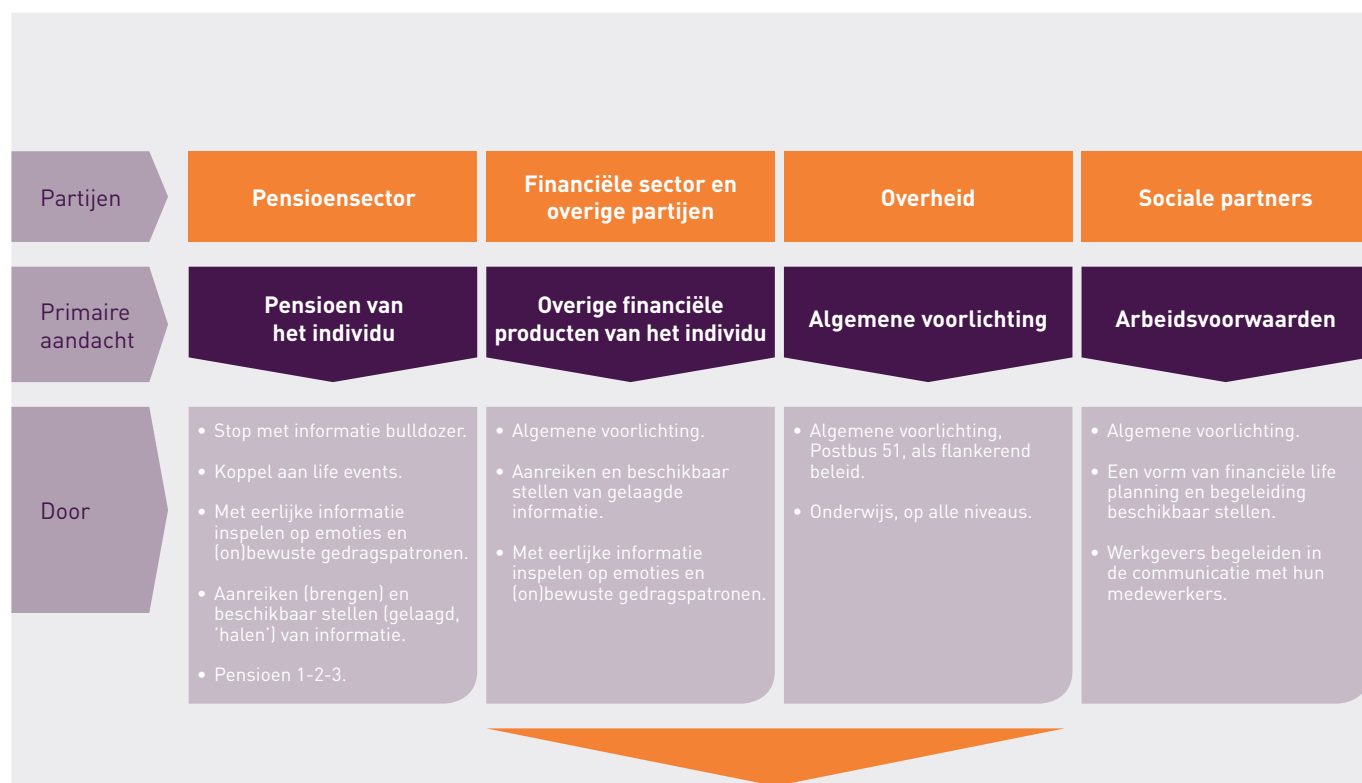 Partijen
Pensioensector
Financiële sector en
overige partijen
Overheid
Sociale partners
Primaire
aandacht
Pensioen van
het individu
Overige financiële
producten van het individu
Algemene voorlichting
Arbeidsvoorwaarden
Door
• Stop met informatie bulldozer.
• Koppel aan life events.
• Met eerlijke informatie
inspelen op emoties en
(on)bewuste gedragspatronen.
• Aanreiken (brengen) en
beschikbaar stellen (gelaagd,
‘halen’) van informatie.
• Pensioen 1-2-3.
• Algemene voorlichting.
• Aanreiken en beschikbaar
stellen van gelaagde
informatie.
• Met eerlijke informatie
inspelen op emoties en
(on)bewuste gedragspatronen.
• Algemene voorlichting,
Postbus 51, als flankerend
beleid.
• Onderwijs, op alle niveaus.
• Algemene voorlichting.
• Een vorm van financiële life
planning en begeleiding
beschikbaar stellen.
• Werkgevers begeleiden in
de communicatie met hun
medewerkers.